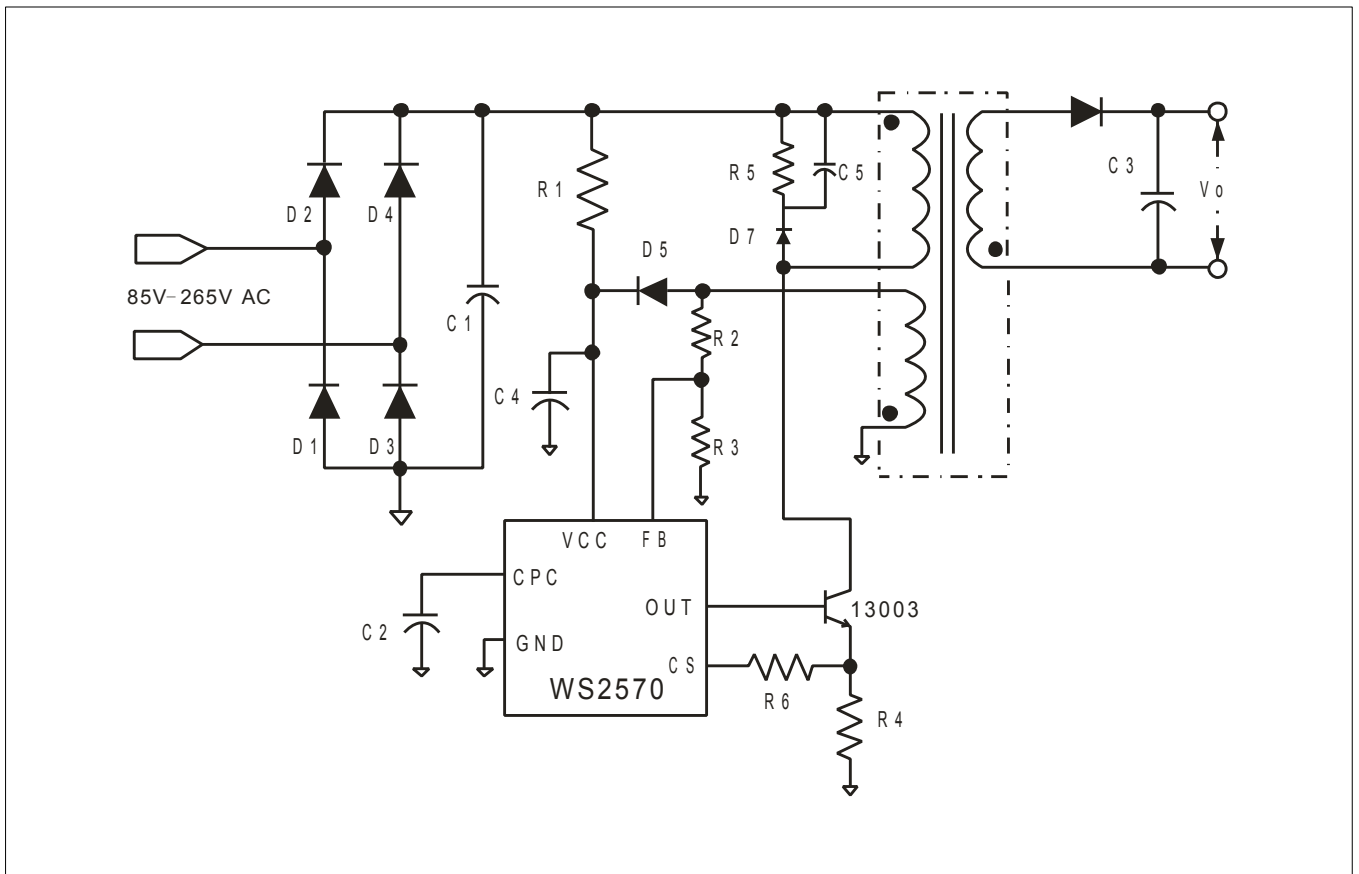 R1
R5
C5
C3
Vo
D2
D4
D7
D5
85V-265V AC
C1
R2
C4
R3
D1
D3
VCC
FB
CPC
OUT
13003
C2
GND
CS
WS2570
R6
R4